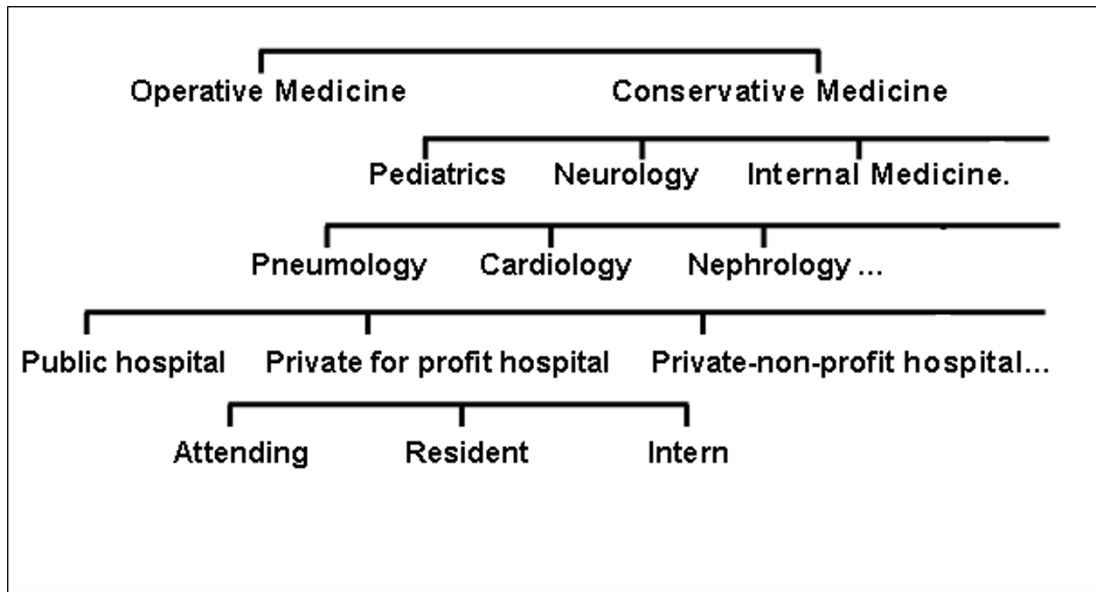 Operative Medicine Conservative Medicine
Pediatrics Neurology Internal Medicine.
Pneumology Cardiology Nephrology ...
Public hospital Private for profit hospital Private-non-profit hospital...
Attending Resident Intern